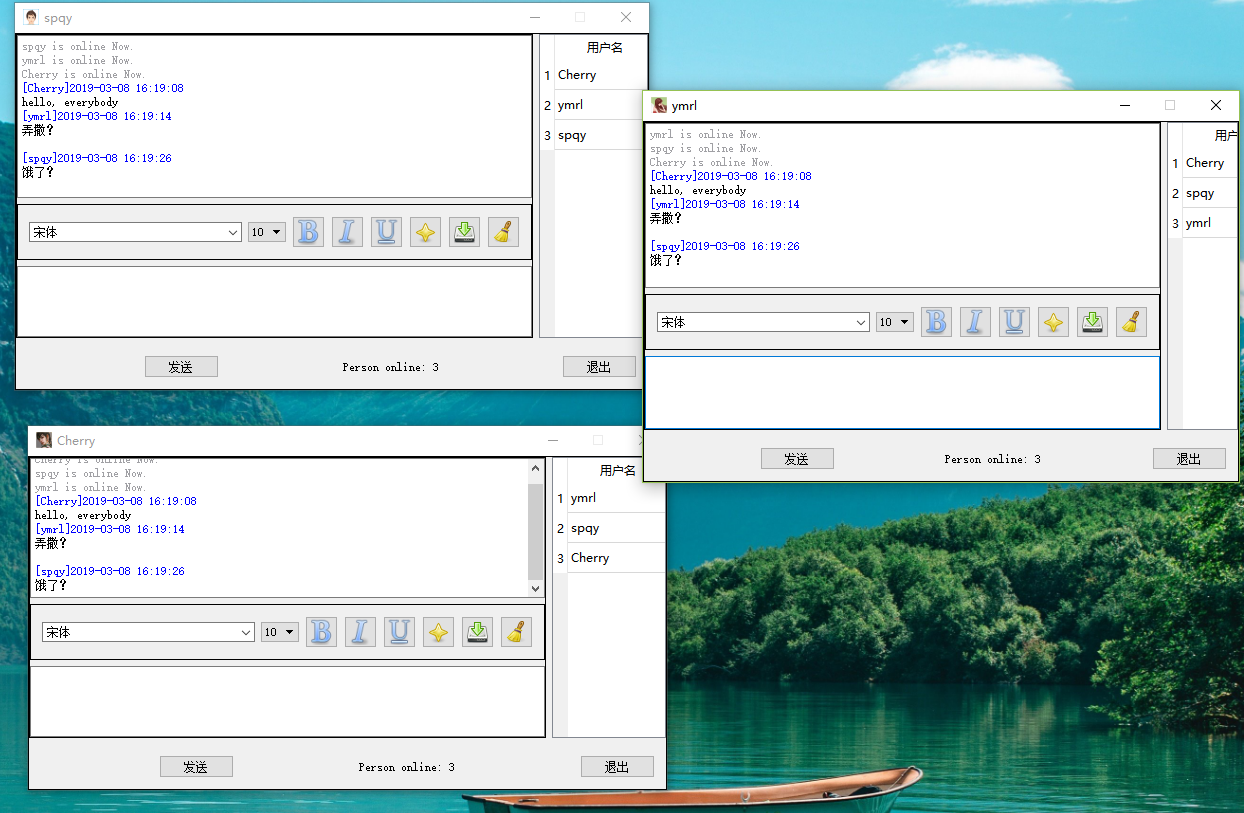 spqy
spqy is online Now.
ymrl is online Now.
Cherry is online Now.
[Cherry]2019-03-08 16:19:08
hello, everybody
[ymrl]2019-03-08 16:19:14
弄撒?
[spqy]2019-03-08 16:19:26
饿了?
用户名
1 Cherry
2 ymrl
3 spqy
宋体 10 B I U
发送 Person online: 3 退出
ymrl
ymrl is online Now.
spqy is online Now.
Cherry is online Now.
[Cherry]2019-03-08 16:19:08
hello, everybody
[ymrl]2019-03-08 16:19:14
弄撒?
[spqy]2019-03-08 16:19:26
饿了?
用户
1 Cherry
2 spqy
3 ymrl
宋体 10 B I U
发送 Person online: 3 退出
Cherry
Cherry is online Now.
spqy is online Now.
ymrl is online Now.
[Cherry]2019-03-08 16:19:08
hello, everybody
[ymrl]2019-03-08 16:19:14
弄撒?
[spqy]2019-03-08 16:19:26
饿了?
用户名
1 ymrl
2 spqy
3 Cherry
宋体 10 B I U
发送 Person online: 3 退出